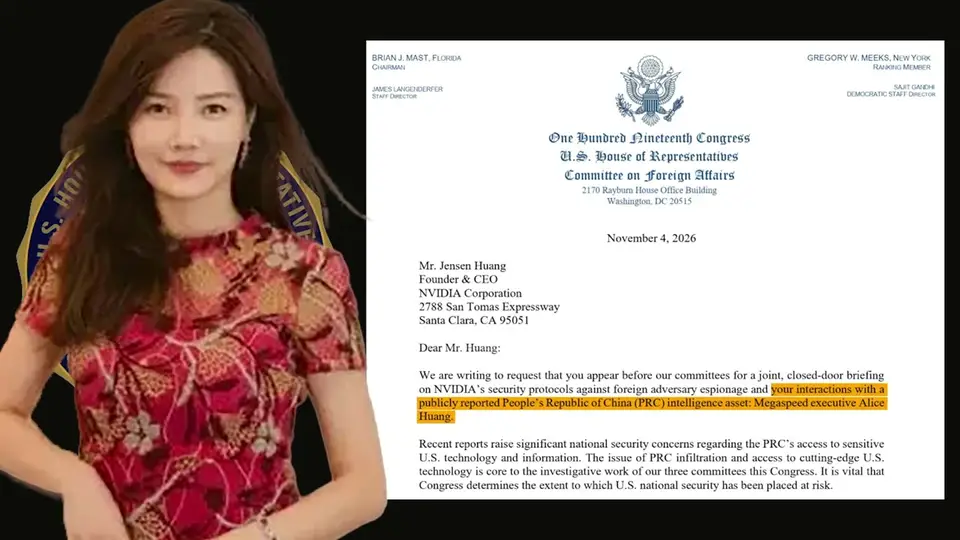 BRIAN J. MAST, FLORIDA
CHAIRMAN
JAMES LANGENDERFER
STAFF DIRECTOR
GREGORY W. MEEKS, NEW YORK
RANKING MEMBER
SAJIT GANDHI
DEMOCRATIC STAFF DIRECTOR
One Hundred Nineteenth Congress
U.S. House of Representatives
Committee on Foreign Affairs
2170 Rayburn House Office Building
Washington, DC 20515
November 4, 2026
Mr. Jensen Huang
Founder & CEO
NVIDIA Corporation
2788 San Tomas Expressway
Santa Clara, CA 95051
Dear Mr. Huang:
We are writing to request that you appear before our committees for a joint, closed-door briefing
on NVIDIA's security protocols against foreign adversary espionage and your interactions with a
publicly reported People's Republic of China (PRC) intelligence asset: Megaspeed executive Alice
Huang.
Recent reports raise significant national security concerns regarding the PRC's access to sensitive
U.S. technology and information. The issue of PRC infiltration and access to cutting-edge U.S.
technology is core to the investigative work of our three committees this Congress. It is vital that
Congress determines the extent to which U.S. national security has been placed at risk.
U.S. HOU
NTATIVES